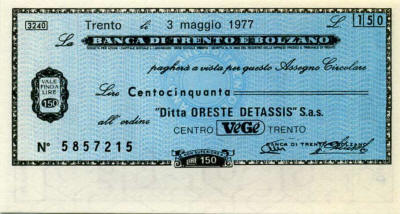 3240 Trento li 3 maggio 1977 L. 150
La BANCA DI TRENTO E BOLZANO
pagherà a vista per questo Assegno Circolare
VALE
FINO A
LIRE
150
Lire Centocinquanta
all'ordine "Ditta ORESTE DETASSIS" S.a.s.
CENTRO VéGé TRENTO
N° 5857215
BANCA DI TRENTO E BOLZANO
LIRE 150